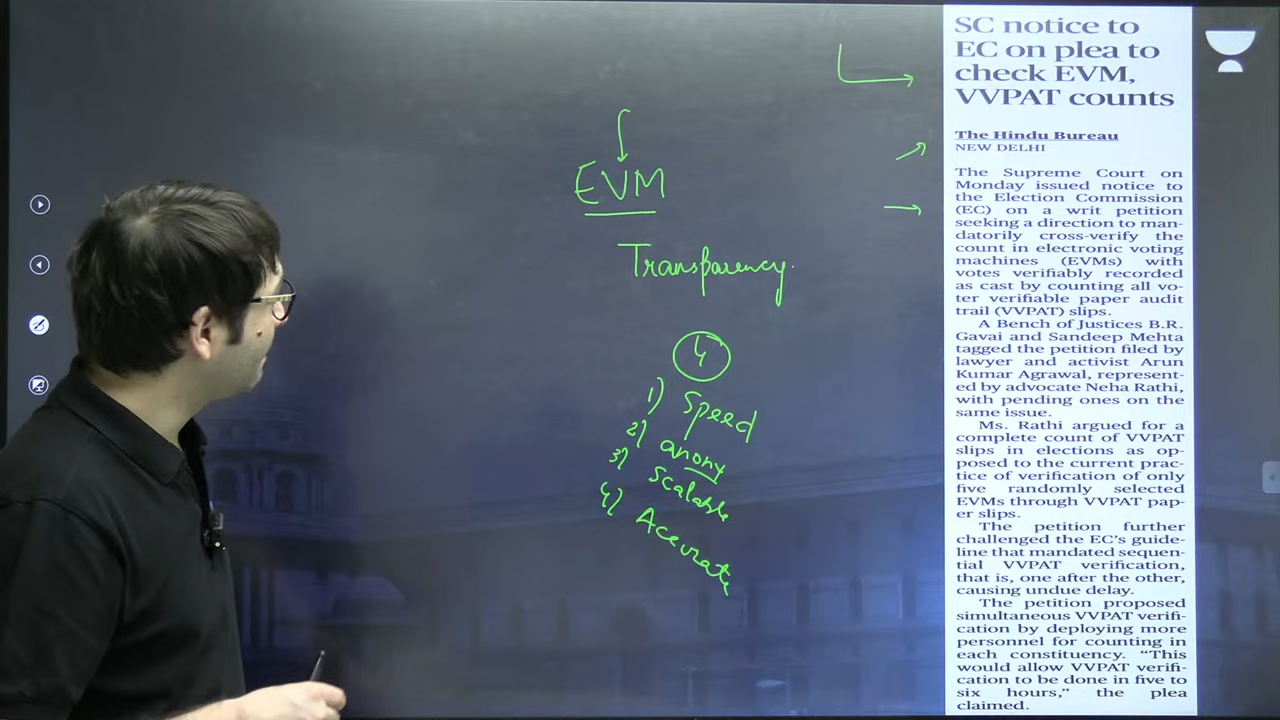 EVM
Transparency.
4
1) Speed
2) anony
3) Scalable
4) Accurate
SC notice to
EC on plea to
check EVM,
VVPAT counts
The Hindu Bureau
NEW DELHI
The Supreme Court on
Monday issued notice to
the Election Commission
(EC) on a writ petition
seeking a direction to man-
datorily cross-verify the
count in electronic voting
machines (EVMs) with
votes verifiably recorded
as cast by counting all vo-
ter verifiable paper audit
trail (VVPAT) slips.
A Bench of Justices B.R.
Gavai and Sandeep Mehta
tagged the petition filed by
lawyer and activist Arun
Kumar Agrawal, represent-
ed by advocate Neha Rathi,
with pending ones on the
same issue.
Ms. Rathi argued for a
complete count of VVPAT
slips in elections as op-
posed to the current prac-
tice of verification of only
five randomly selected
EVMs through VVPAT pap-
er slips.
The petition further
challenged the EC's guide-
line that mandated sequen-
tial VVPAT verification,
that is, one after the other,
causing undue delay.
The petition proposed
simultaneous VVPAT verifi-
cation by deploying more
personnel for counting in
each constituency. “This
would allow VVPAT verifi-
cation to be done in five to
six hours,” the plea
claimed.